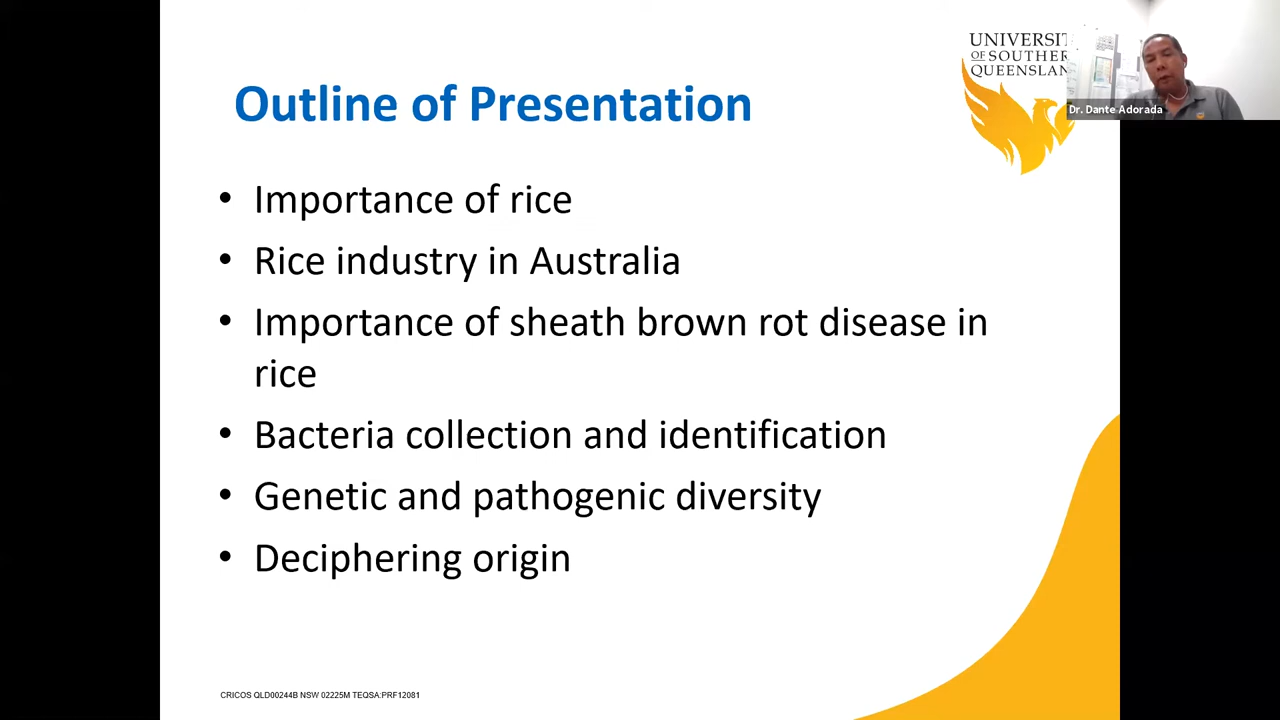 Outline of Presentation
UNIVERSIT
OF SOUTHER
QUEENSLAN
Dr. Dante Adorada
• Importance of rice
• Rice industry in Australia
• Importance of sheath brown rot disease in
rice
• Bacteria collection and identification
• Genetic and pathogenic diversity
• Deciphering origin
CRICOS QLD00244B NSW 02225M TEQSA:PRF12081